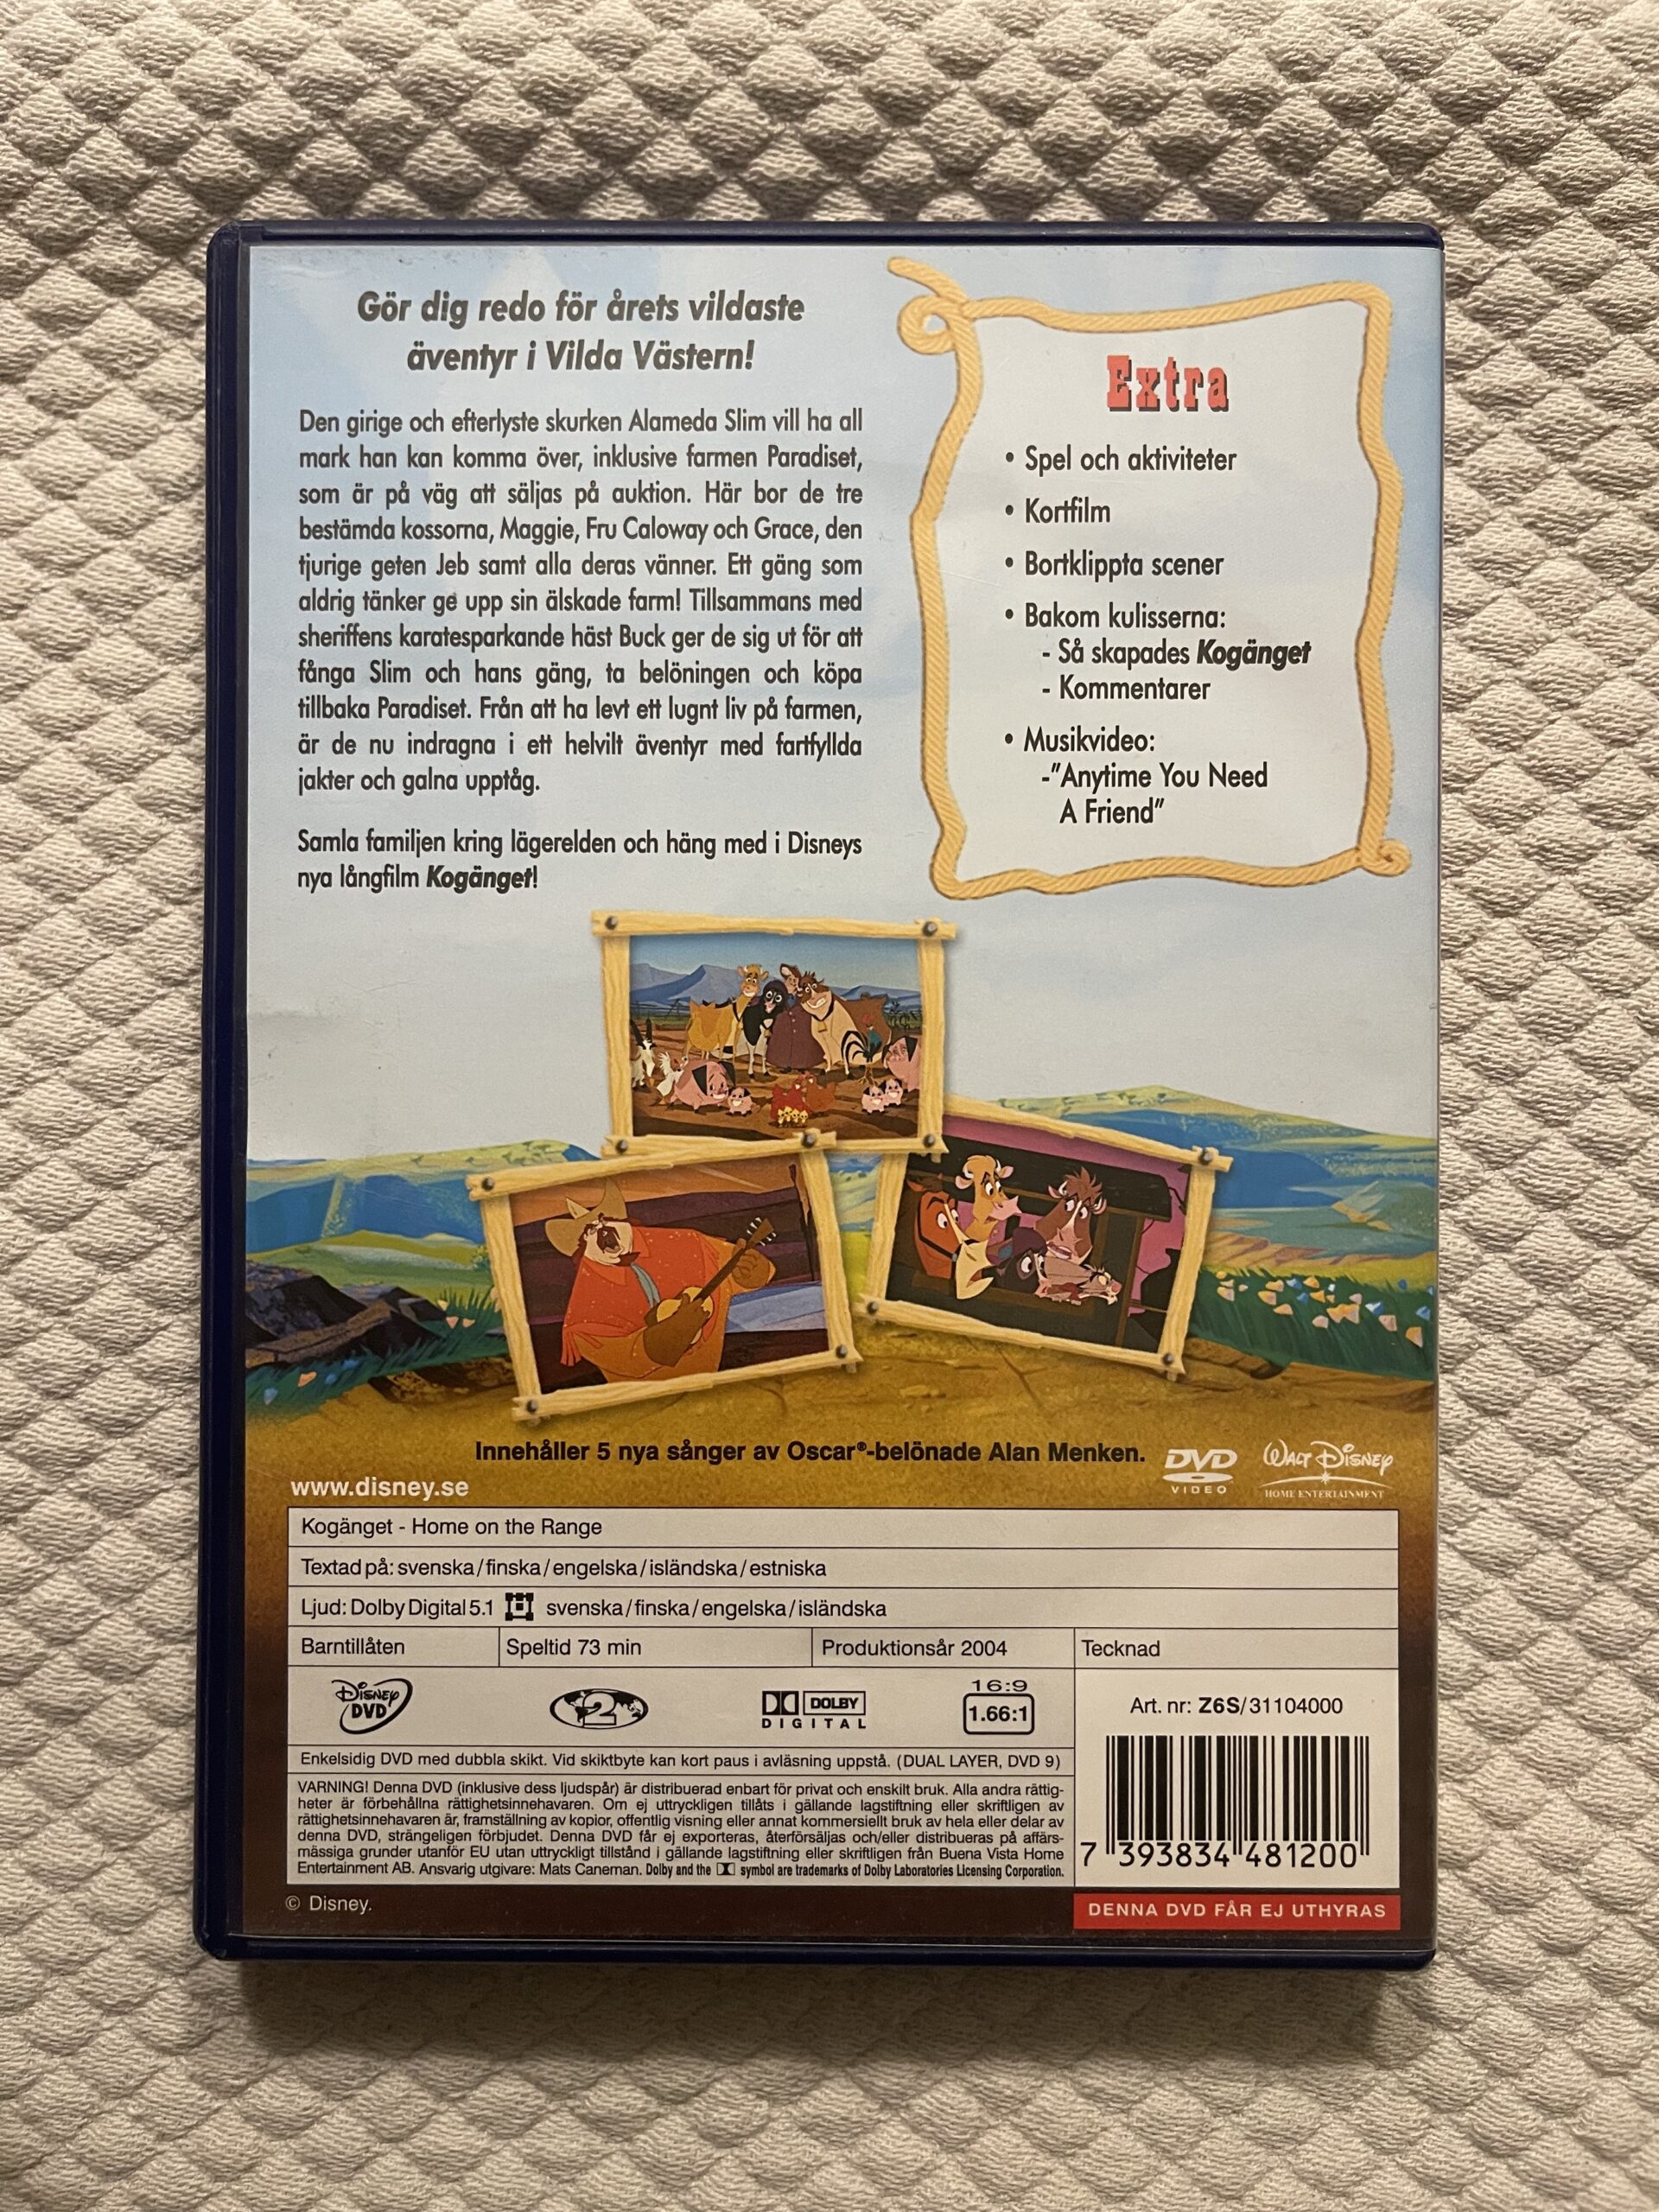 Gör dig redo för årets vildaste
äventyr i Vilda Västern!
Den girige och efterlyste skurken Alameda Slim vill ha all
mark han kan komma över, inklusive farmen Paradiset,
som är på väg att säljas på auktion. Här bor de tre
bestämda kossorna, Maggie, Fru Caloway och Grace, den
tjurige geten Jeb samt alla deras vänner. Ett gäng som
aldrig tänker ge upp sin älskade farm! Tillsammans med
sheriffens karatesparkande häst Buck ger de sig ut för att
fånga Slim och hans gäng, ta belöningen och köpa
tillbaka Paradiset. Från att ha levt ett lugnt liv på farmen,
är de nu indragna i ett helvilt äventyr med fartfyllda
jakter och galna upptåg.
Samla familjen kring lägerelden och häng med i Disneys
nya långfilm Kogänget!
Extra
• Spel och aktiviteter
• Kortfilm
• Bortklippta scener
• Bakom kulisserna:
- Så skapades Kogänget
- Kommentarer
• Musikvideo:
-"Anytime You Need
A Friend"
Innehåller 5 nya sånger av Oscar®-belönade Alan Menken.
DVD
VIDEO
WALT DISNEY
HOME ENTERTAINMENT
www.disney.se
Kogänget - Home on the Range
Textad på: svenska/finska/engelska/isländska/estniska
Ljud: Dolby Digital 5.1 svenska/finska/engelska/isländska
Barntillåten Speltid 73 min Produktionsår 2004 Tecknad
DISNEY
DVD
2
DOLBY
DIGITAL
16:9
1.66:1
Art. nr: Z6S/31104000
Enkelsidig DVD med dubbla skikt. Vid skiktbyte kan kort paus i avläsning uppstå. (DUAL LAYER, DVD 9)
VARNING! Denna DVD (inklusive dess ljudspår) är distribuerad enbart för privat och enskilt bruk. Alla andra rättig-
heter är förbehållna rättighetsinnehavaren. Om ej uttryckligen tillåts i gällande lagstiftning eller skriftligen av
rättighetsinnehavaren är, framställning av kopior, offentlig visning eller annat kommersiellt bruk av hela eller delar av
denna DVD, strängeligen förbjudet. Denna DVD får ej exporteras, återförsäljas och/eller distribueras på affärs-
mässiga grunder utanför EU utan uttryckligt tillstånd i gällande lagstiftning eller skriftligen från Buena Vista Home
Entertainment AB. Ansvarig utgivare: Mats Caneman. Dolby and the symbol are trademarks of Dolby Laboratories Licensing Corporation.
7 393834 481200
© Disney.
DENNA DVD FÅR EJ UTHYRAS